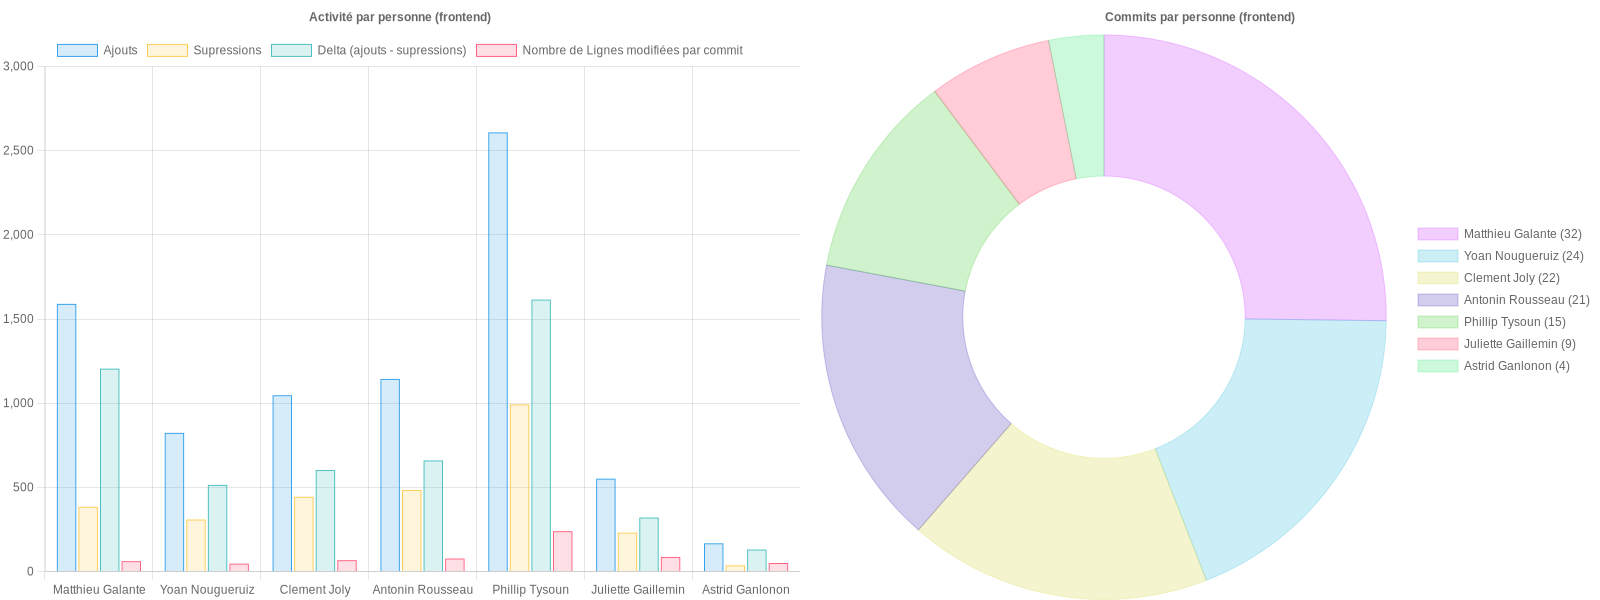 Activité par personne (frontend)
Ajouts Supressions Delta (ajouts - supressions) Nombre de Lignes modifiées par commit
3,000
2,500
2,000
1,500
1,000
500
0
Matthieu Galante Yoan Nougueruiz Clement Joly Antonin Rousseau Phillip Tysoun Juliette Gaillemin Astrid Ganlonon
Commits par personne (frontend)
Matthieu Galante (32)
Yoan Nougueruiz (24)
Clement Joly (22)
Antonin Rousseau (21)
Phillip Tysoun (15)
Juliette Gaillemin (9)
Astrid Ganlonon (4)